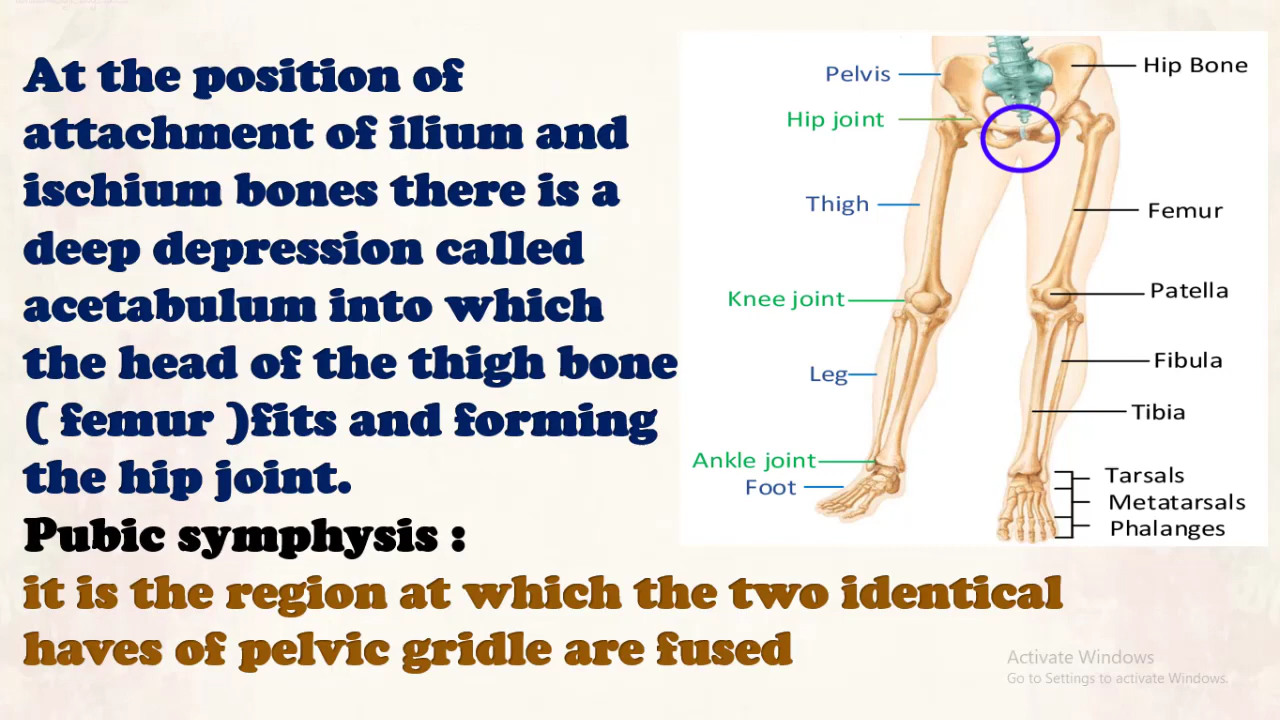 At the position of
attachment of ilium and
ischium bones there is a
deep depression called
acetabulum into which
the head of the thigh bone
( femur )fits and forming
the hip joint.
Pubic symphysis :
it is the region at which the two identical
haves of pelvic gridle are fused
Pelvis
Hip joint
Thigh
Knee joint
Leg
Ankle joint
Foot
Hip Bone
Femur
Patella
Fibula
Tibia
Tarsals
Metatarsals
Phalanges
Activate Windows
Go to Settings to activate Windows.